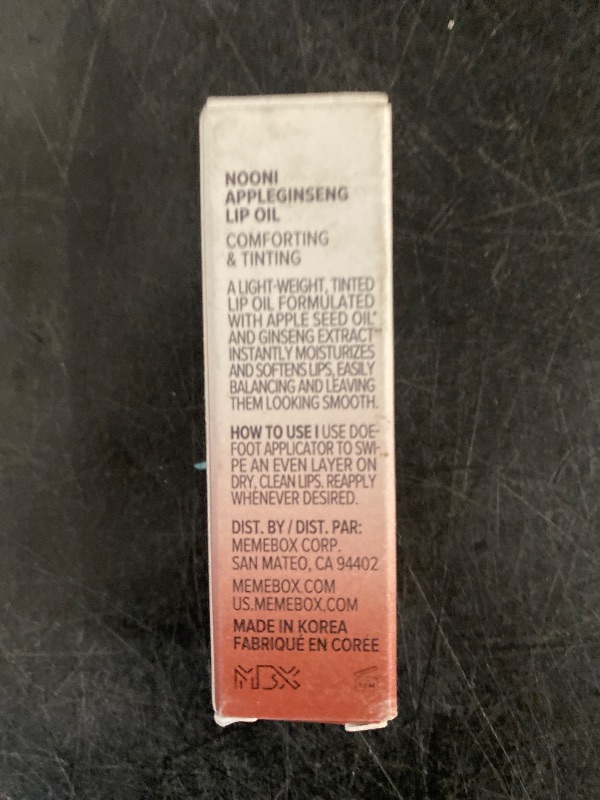 NOONI
APPLEGINSENG
LIP OIL
COMFORTING
& TINTING
A LIGHT-WEIGHT, TINTED
LIP OIL FORMULATED
WITH APPLE SEED OIL*
AND GINSENG EXTRACT**
INSTANTLY MOISTURIZES
AND SOFTENS LIPS, EASILY
BALANCING AND LEAVING
THEM LOOKING SMOOTH.
HOW TO USE I USE DOE-
FOOT APPLICATOR TO SWI-
PE AN EVEN LAYER ON
DRY, CLEAN LIPS. REAPPLY
WHENEVER DESIRED.
DIST. BY / DIST. PAR:
MEMEBOX CORP.
SAN MATEO, CA 94402
MEMEBOX.COM
US.MEMEBOX.COM
MADE IN KOREA
FABRIQUÉ EN CORÉE
MBX